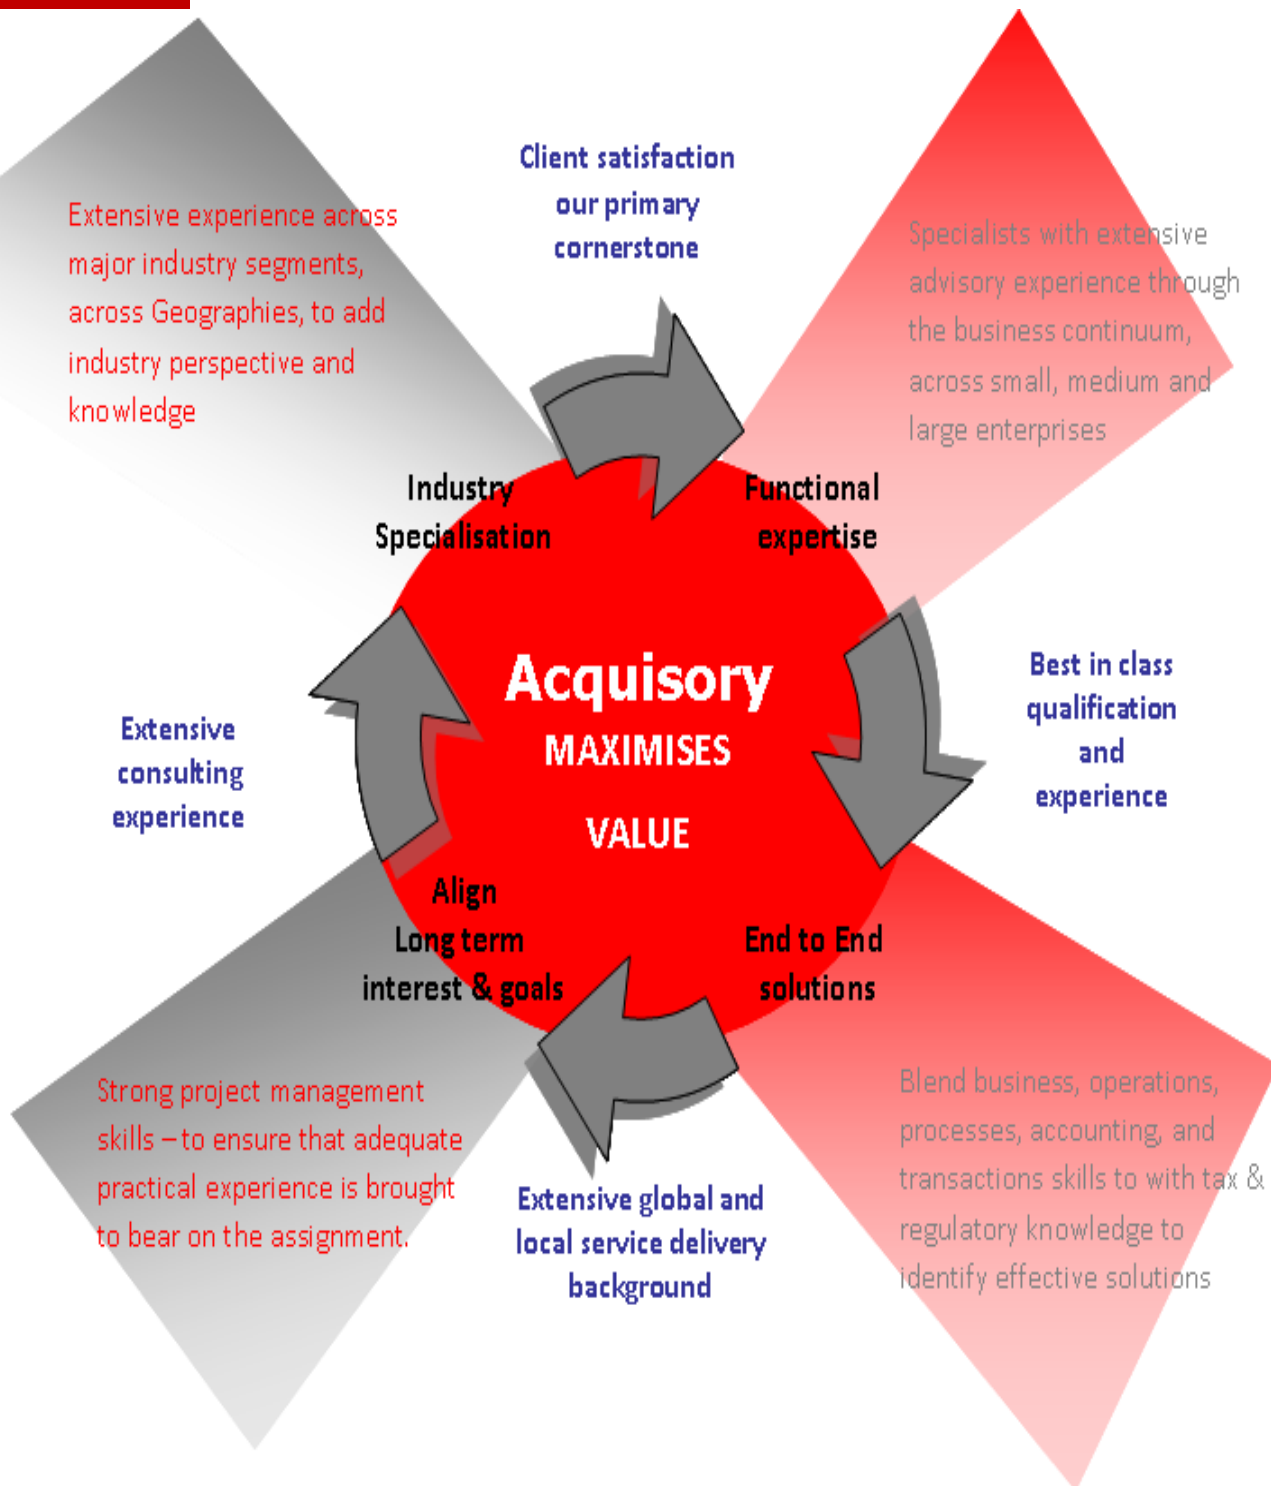 Client satisfaction
our primary
cornerstone
Extensive experience across
major industry segments,
across Geographies, to add
industry perspective and
knowledge
Specialists with extensive
advisory experience through
the business continuum,
across small, medium and
large enterprises
Industry
Specialisation
Functional
expertise
Acquisory
MAXIMISES
VALUE
Extensive
consulting
experience
Best in class
qualification
and
experience
Align
Long term
interest & goals
End to End
solutions
Strong project management
skills – to ensure that adequate
practical experience is brought
to bear on the assignment.
Extensive global and
local service delivery
background
Blend business, operations,
processes, accounting, and
transactions skills to with tax &
regulatory knowledge to
identify effective solutions